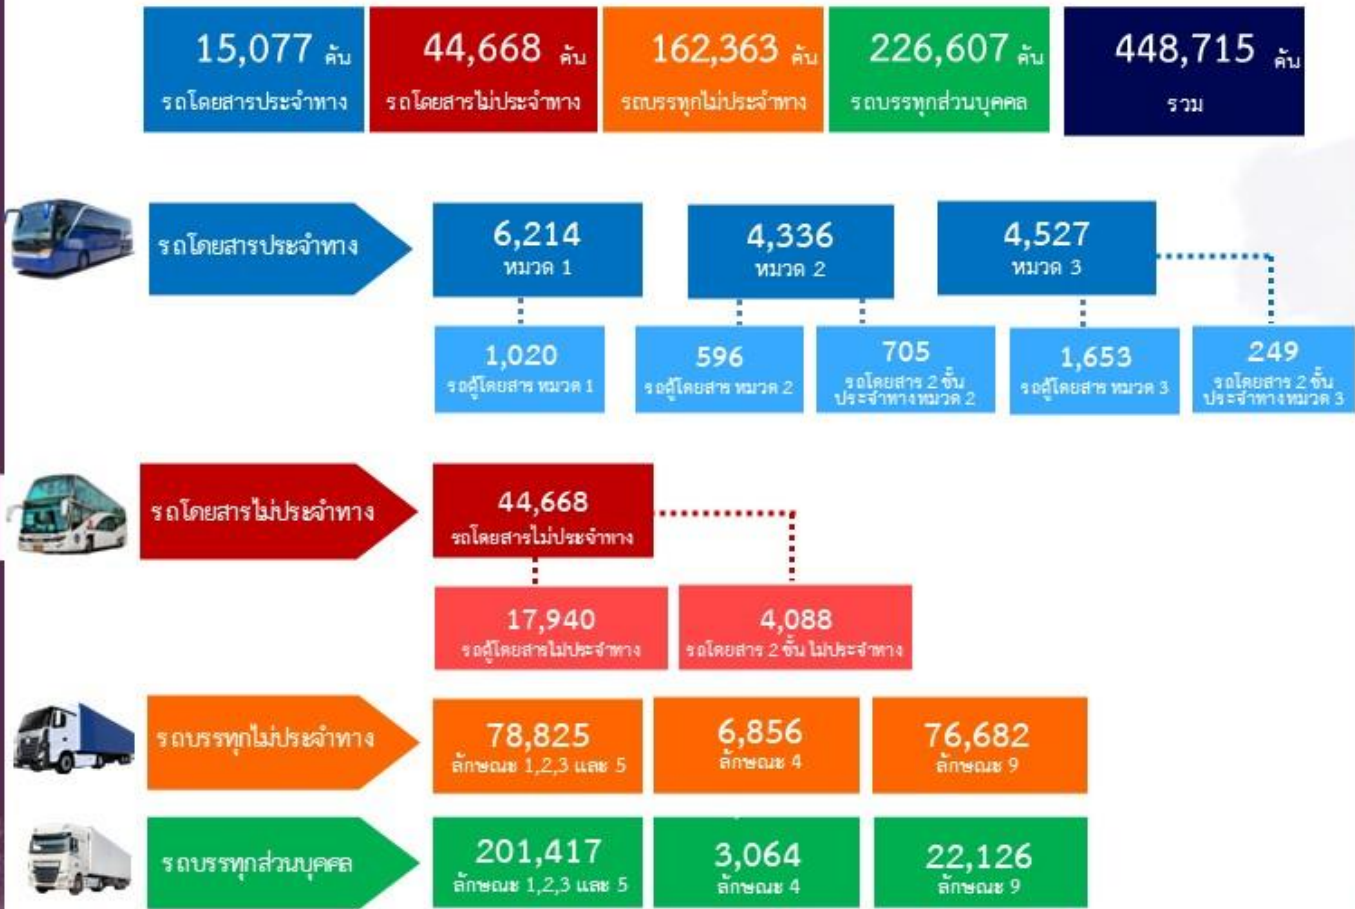 15,077 คัน
รถโดยสารประจำทาง
44,668 คัน
รถโดยสารไม่ประจำทาง
162,363 คัน
รถบรรทุกไม่ประจำทาง
226,607 คัน
รถบรรทุกส่วนบุคคล
448,715 คัน
รวม
รถโดยสารประจำทาง
6,214
หมวด 1
4,336
หมวด 2
4,527
หมวด 3
1,020
รถตู้โดยสาร หมวด 1
596
รถตู้โดยสาร หมวด 2
705
รถโดยสาร 2 ชั้น
ประจำทางหมวด 2
1,653
รถตู้โดยสาร หมวด 3
249
รถโดยสาร 2 ชั้น
ประจำทางหมวด 3
รถโดยสารไม่ประจำทาง
44,668
รถโดยสารไม่ประจำทาง
17,940
รถตู้โดยสารไม่ประจำทาง
4,088
รถโดยสาร 2 ชั้น ไม่ประจำทาง
รถบรรทุกไม่ประจำทาง
78,825
ลักษณะ 1,2,3 และ 5
6,856
ลักษณะ 4
76,682
ลักษณะ 9
รถบรรทุกส่วนบุคคล
201,417
ลักษณะ 1,2,3 และ 5
3,064
ลักษณะ 4
22,126
ลักษณะ 9